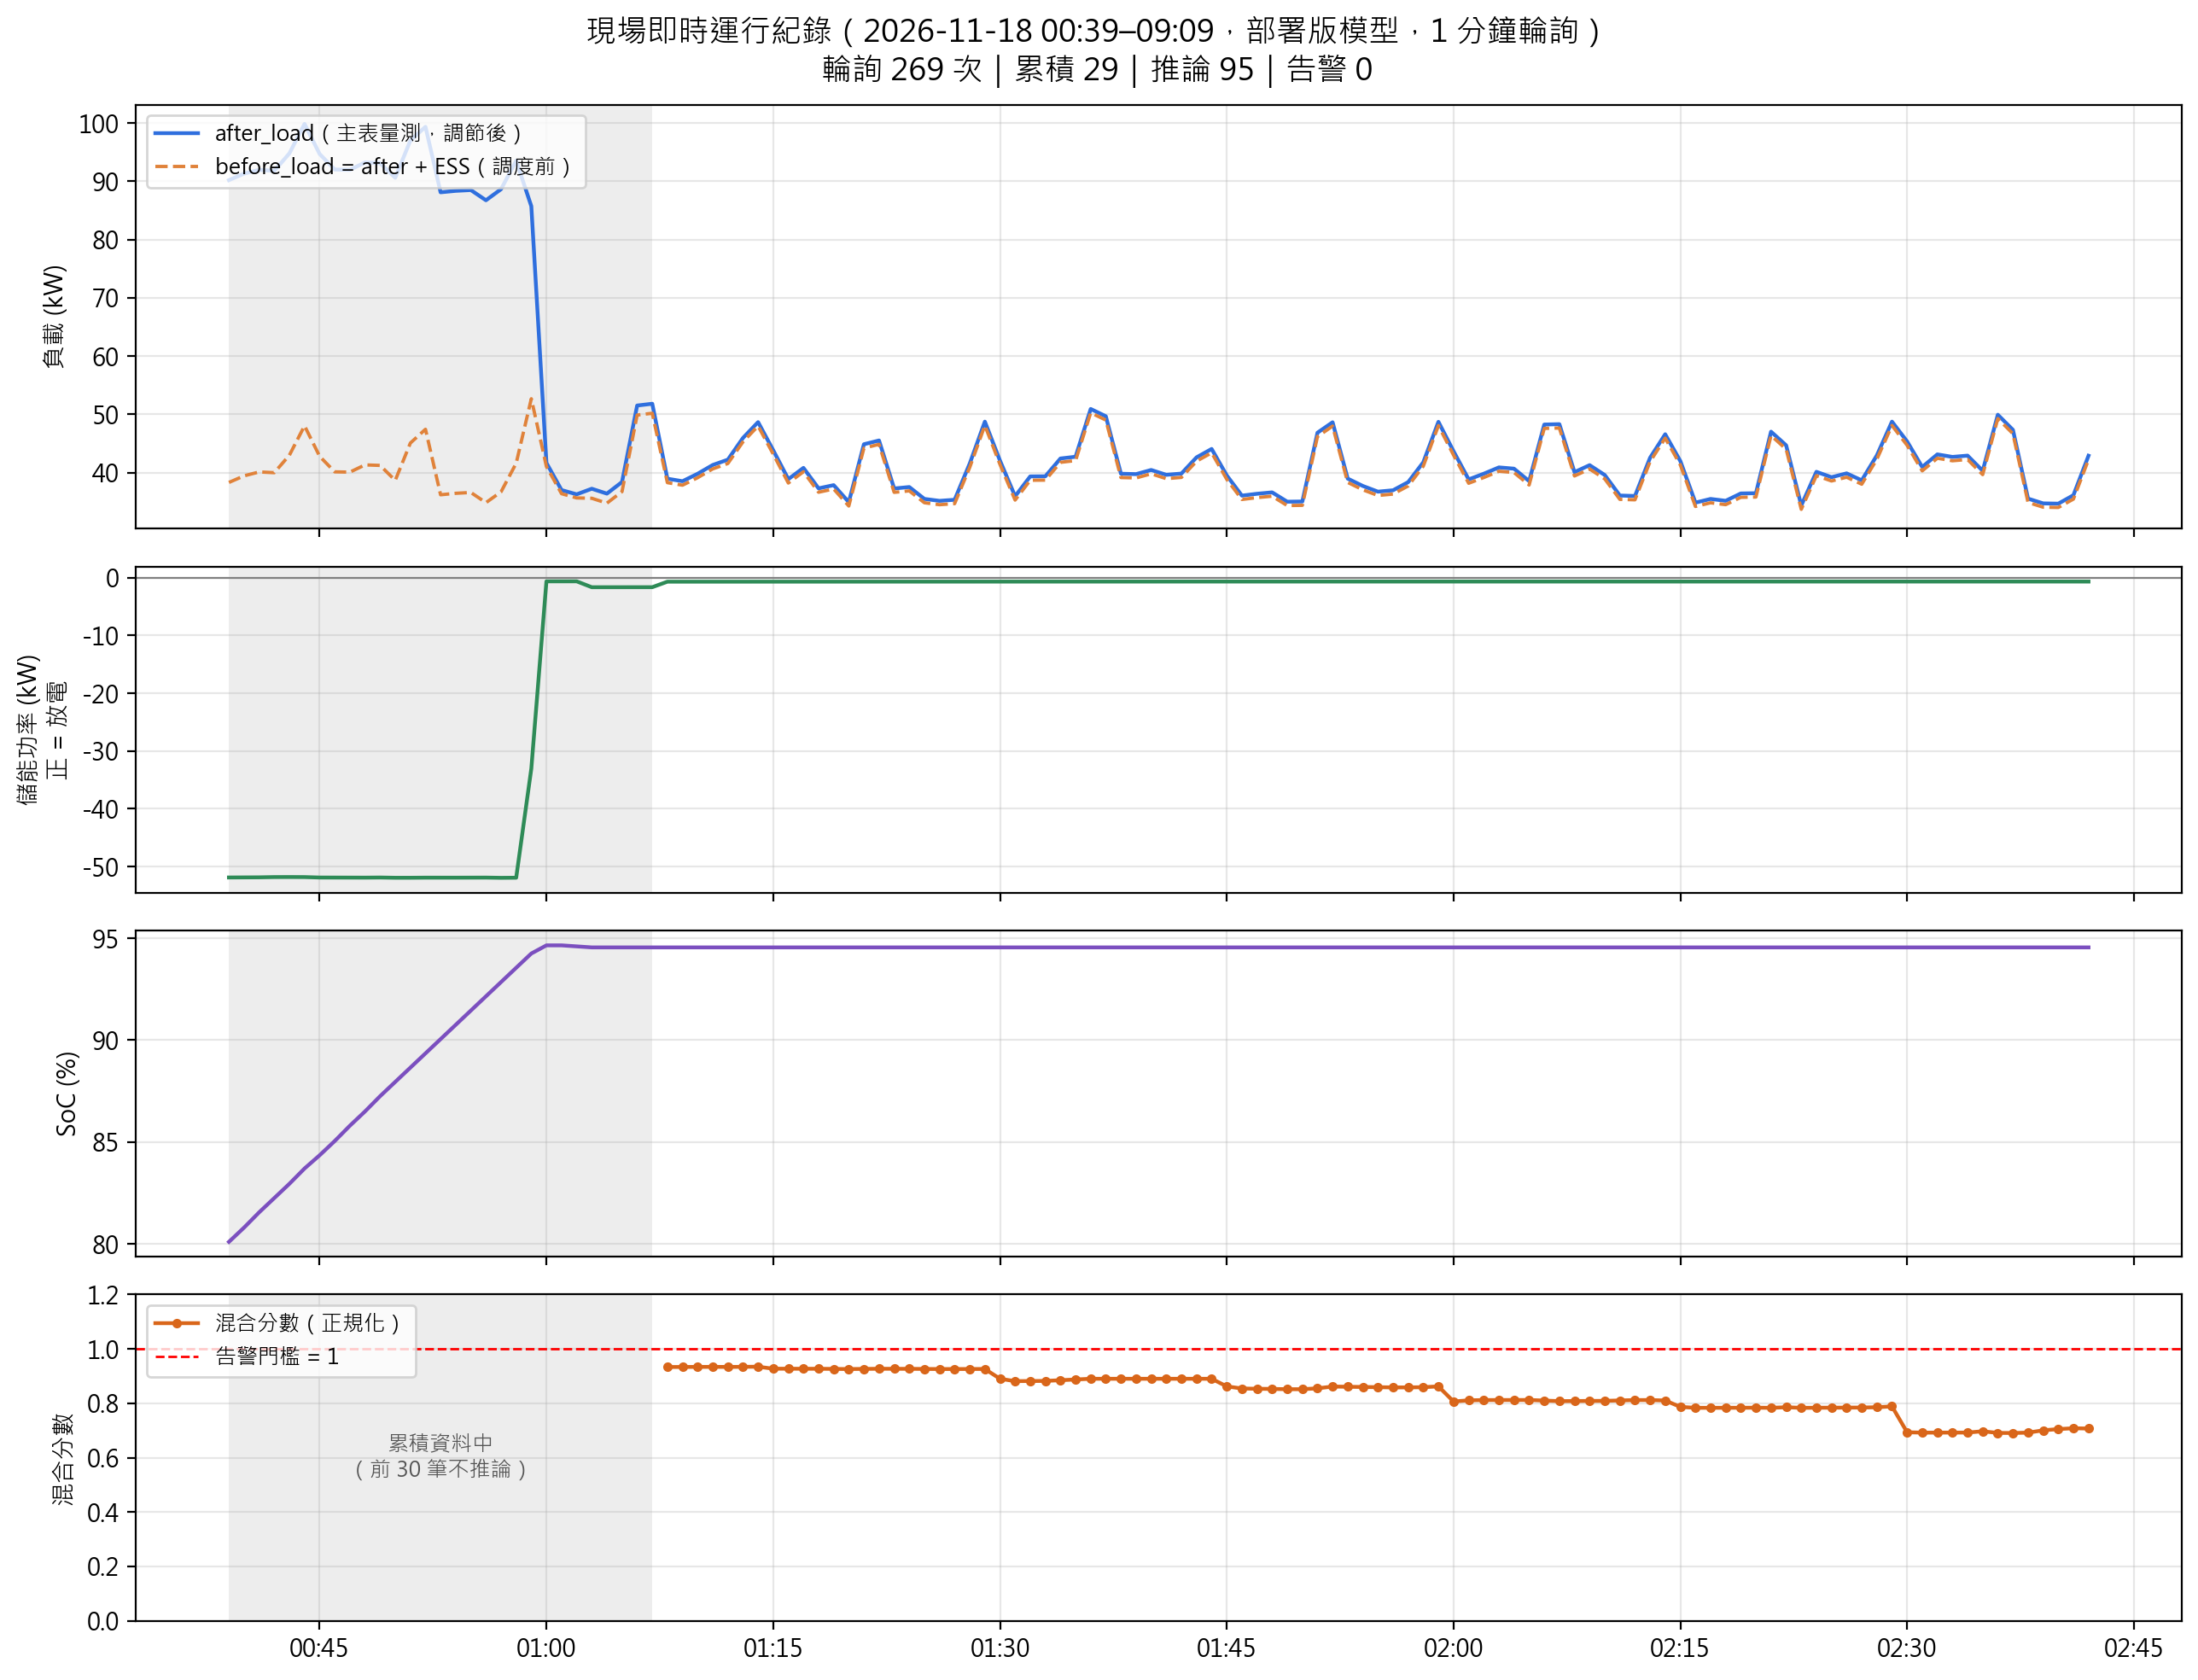 現場即時運行紀錄（2026-11-18 00:39–09:09，部署版模型，1 分鐘輪詢）
輪詢 269 次｜累積 29｜推論 95｜告警 0
after_load（主表量測，調節後）
before_load = after + ESS（調度前）
負載 (kW)
100
90
80
70
60
50
40
儲能功率 (kW)
正 = 放電
0
-10
-20
-30
-40
-50
SoC (%)
95
90
85
80
混合分數（正規化）
告警門檻 = 1
混合分數
1.2
1.0
0.8
0.6
0.4
0.2
0.0
累積資料中
（前 30 筆不推論）
00:45
01:00
01:15
01:30
01:45
02:00
02:15
02:30
02:45